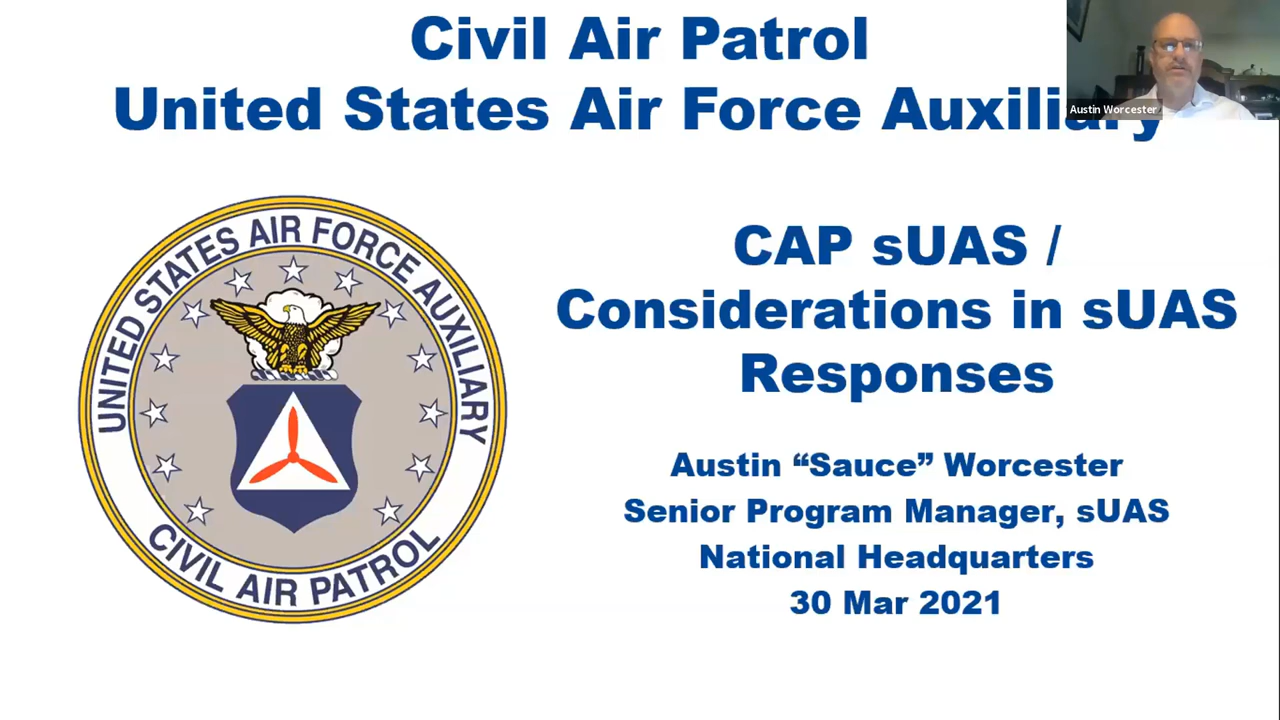 Civil Air Patrol
United States Air Force Auxiliary
Austin Worcester
UNITED STATES AIR FORCE AUXILIARY
CIVIL AIR PATROL
CAP sUAS /
Considerations in sUAS
Responses
Austin “Sauce” Worcester
Senior Program Manager, sUAS
National Headquarters
30 Mar 2021